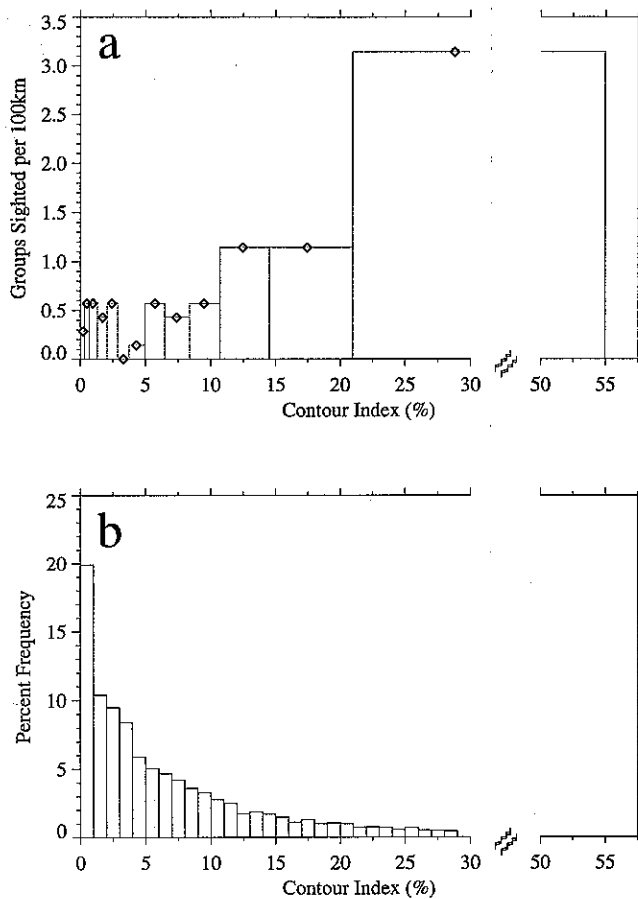 a
Groups Sighted per 100km
3.5
3.0
2.5
2.0
1.5
1.0
0.5
0.0
0 5 10 15 20 25 30 50 55
Contour Index (%)
b
Percent Frequency
25
20
15
10
5
0
0 5 10 15 20 25 30 50 55
Contour Index (%)